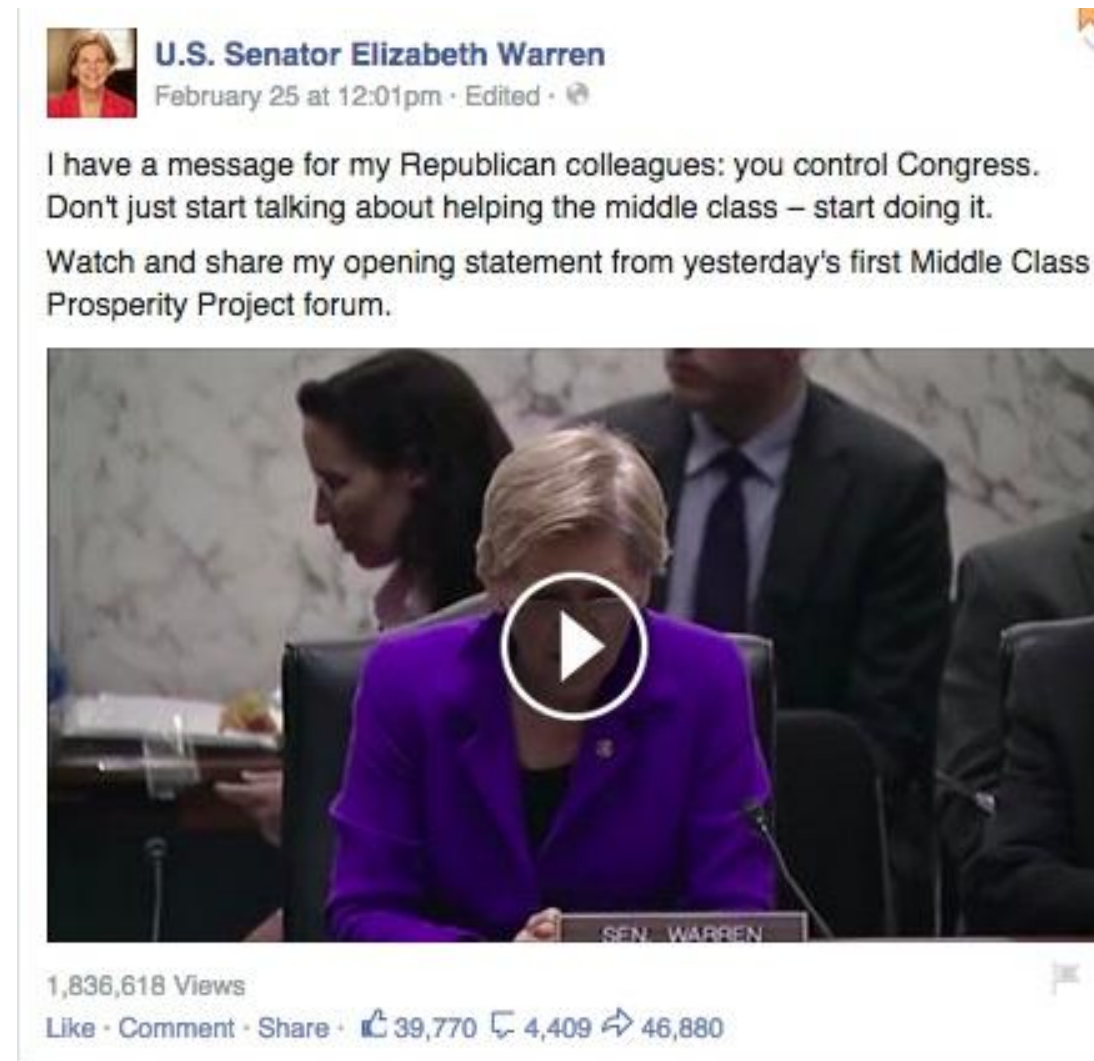 U.S. Senator Elizabeth Warren
February 25 at 12:01pm · Edited ·
I have a message for my Republican colleagues: you control Congress.
Don't just start talking about helping the middle class – start doing it.
Watch and share my opening statement from yesterday's first Middle Class
Prosperity Project forum.
SEN. WARREN
1,836,618 Views
Like · Comment · Share · 39,770 4,409 46,880